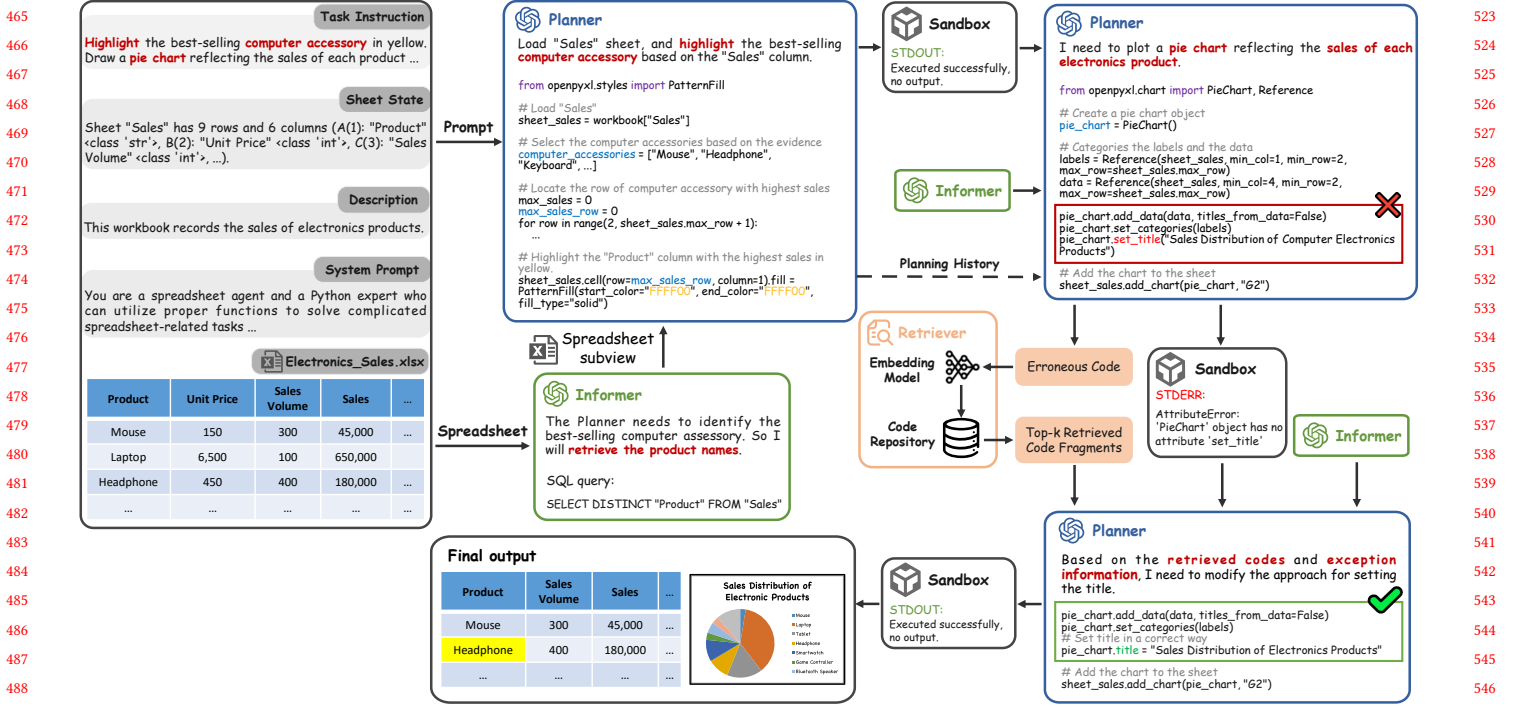 465
466
467
468
469
470
471
472
473
474
475
476
477
478
479
480
481
482
483
484
485
486
487
488
Task Instruction
Highlight the best-selling computer accessory in yellow.
Draw a pie chart reflecting the sales of each product ...
Sheet State
Sheet "Sales" has 9 rows and 6 columns (A(1): "Product"
<class 'str'>, B(2): "Unit Price" <class 'int'>, C(3): "Sales
Volume" <class 'int'>, ...).
Description
This workbook records the sales of electronics products.
System Prompt
You are a spreadsheet agent and a Python expert who
can utilize proper functions to solve complicated
spreadsheet-related tasks ...
Electronics_Sales.xlsx
Product Unit Price Sales Volume Sales ...
Mouse 150 300 45,000 ...
Laptop 6,500 100 650,000 ...
Headphone 450 400 180,000 ...
... ... ... ... ...
Prompt
Spreadsheet
Planner
Load "Sales" sheet, and highlight the best-selling
computer accessory based on the "Sales" column.
from openpyxl.styles import PatternFill
# Load "Sales"
sheet_sales = workbook["Sales"]
# Select the computer accessories based on the evidence
computer_accessories = ["Mouse", "Headphone",
"Keyboard", ...]
# Locate the row of computer accessory with highest sales
max_sales = 0
max_sales_row = 0
for row in range(2, sheet_sales.max_row + 1):
...
# Highlight the "Product" column with the highest sales in
yellow.
sheet_sales.cell(row=max_sales_row, column=1).fill =
PatternFill(start_color="FFFF00", end_color="FFFF00",
fill_type="solid")
Spreadsheet
subview
Informer
The Planner needs to identify the
best-selling computer assessory. So I
will retrieve the product names.
SQL query:
SELECT DISTINCT "Product" FROM "Sales"
Sandbox
STDOUT:
Executed successfully,
no output.
Informer
Planning History
Planner
I need to plot a pie chart reflecting the sales of each
electronics product.
from openpyxl.chart import PieChart, Reference
# Create a pie chart object
pie_chart = PieChart()
# Categories the labels and the data
labels = Reference(sheet_sales, min_col=1, min_row=2,
max_row=sheet_sales.max_row)
data = Reference(sheet_sales, min_col=4, min_row=2,
max_row=sheet_sales.max_row)
pie_chart.add_data(data, titles_from_data=False)
pie_chart.set_categories(labels)
pie_chart.set_title("Sales Distribution of Computer Electronics
Products")
# Add the chart to the sheet
sheet_sales.add_chart(pie_chart, "G2")
Retriever
Embedding
Model
Code
Repository
Erroneous Code
Top-k Retrieved
Code Fragments
Sandbox
STDERR:
AttributeError:
'PieChart' object has no
attribute 'set_title'
Informer
Planner
Based on the retrieved codes and exception
information, I need to modify the approach for setting
the title.
pie_chart.add_data(data, titles_from_data=False)
pie_chart.set_categories(labels)
# Set title in a correct way
pie_chart.title = "Sales Distribution of Electronics Products"
# Add the chart to the sheet
sheet_sales.add_chart(pie_chart, "G2")
Sandbox
STDOUT:
Executed successfully,
no output.
Final output
Product Sales Volume Sales ...
Mouse 300 45,000 ...
Headphone 400 180,000 ...
... ... ... ...
Sales Distribution of
Electronic Products
Mouse
Laptop
Tablet
Headphone
Smartwatch
Game Controller
Bluetooth Speaker
523
524
525
526
527
528
529
530
531
532
533
534
535
536
537
538
539
540
541
542
543
544
545
546